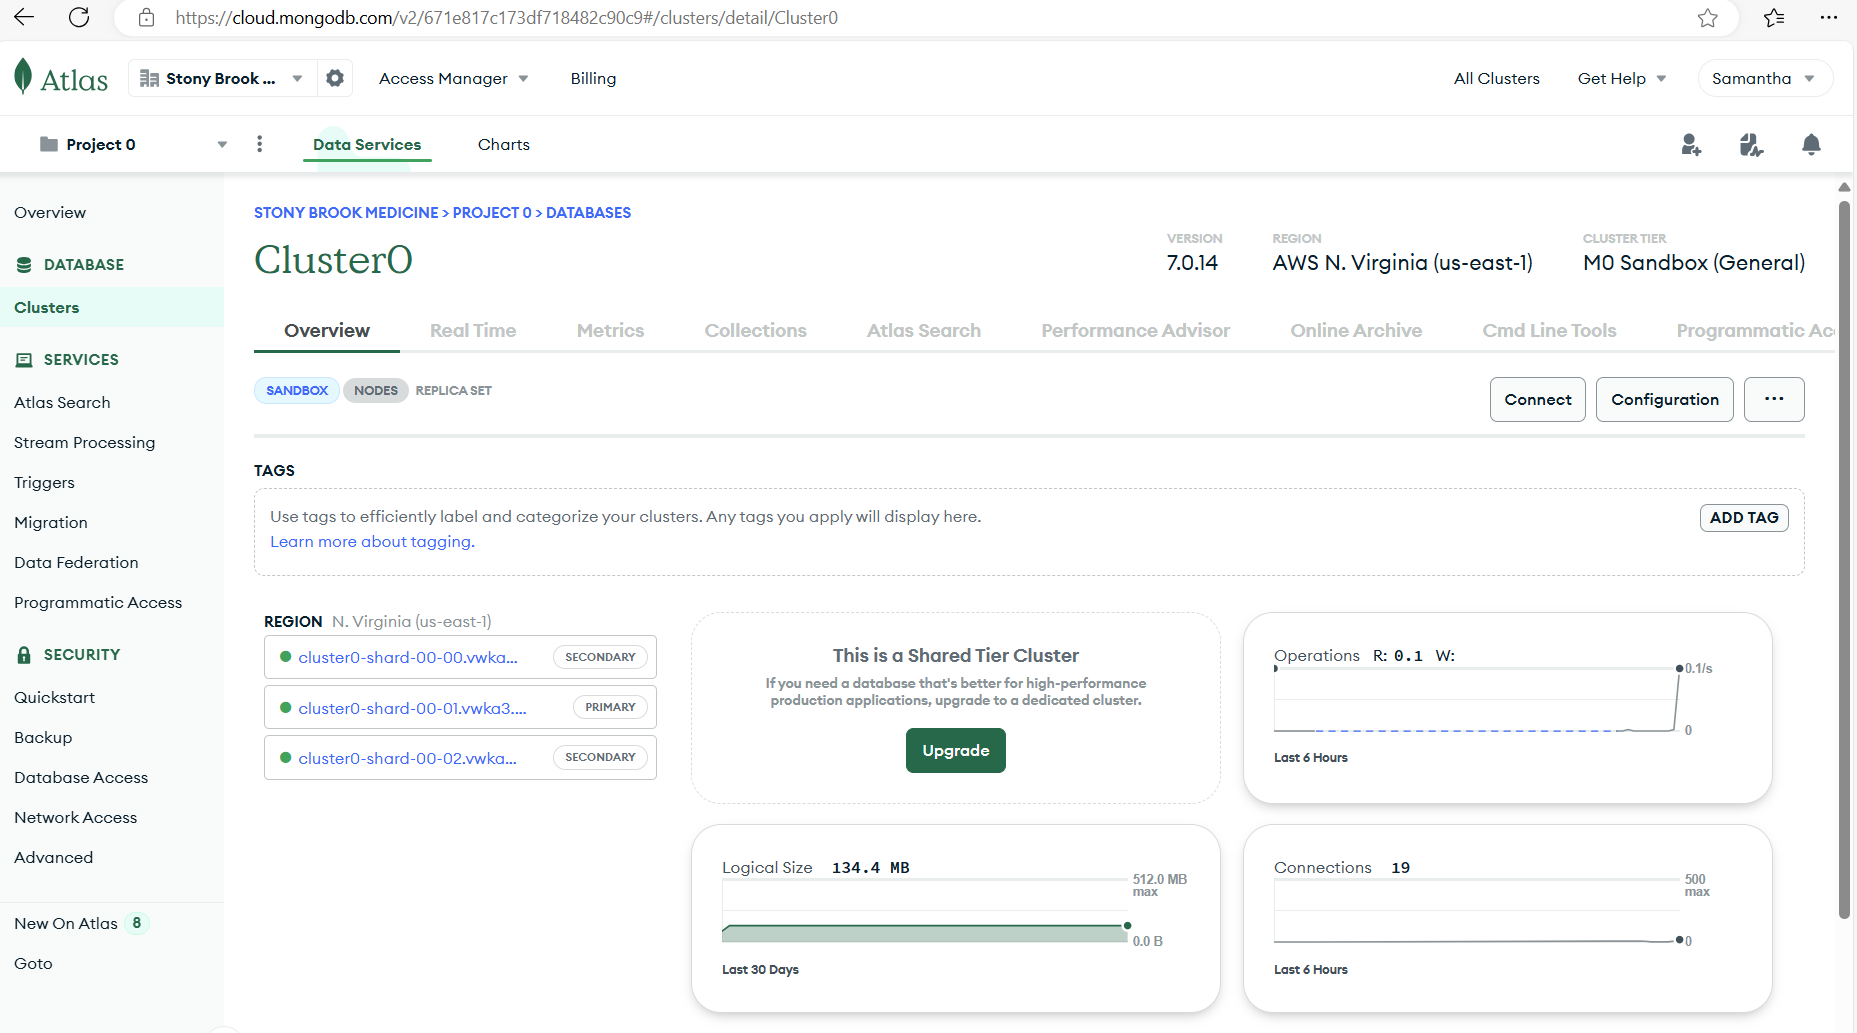 https://cloud.mongodb.com/v2/671e817c173df718482c90c9#/clusters/detail/Cluster0
Atlas
Stony Brook ...
Access Manager
Billing
All Clusters
Get Help
Samantha
Project 0
Data Services
Charts
Overview
DATABASE
Clusters
SERVICES
Atlas Search
Stream Processing
Triggers
Migration
Data Federation
Programmatic Access
SECURITY
Quickstart
Backup
Database Access
Network Access
Advanced
New On Atlas 8
Goto
STONY BROOK MEDICINE > PROJECT 0 > DATABASES
Cluster0
VERSION
7.0.14
REGION
AWS N. Virginia (us-east-1)
CLUSTER TIER
M0 Sandbox (General)
Overview
Real Time
Metrics
Collections
Atlas Search
Performance Advisor
Online Archive
Cmd Line Tools
Programmatic Acc
SANDBOX
NODES
REPLICA SET
Connect
Configuration
...
TAGS
Use tags to efficiently label and categorize your clusters. Any tags you apply will display here.
Learn more about tagging.
ADD TAG
REGION N. Virginia (us-east-1)
cluster0-shard-00-00.vwka... SECONDARY
cluster0-shard-00-01.vwka3.... PRIMARY
cluster0-shard-00-02.vwka... SECONDARY
This is a Shared Tier Cluster
If you need a database that's better for high-performance
production applications, upgrade to a dedicated cluster.
Upgrade
Operations R: 0.1 W:
0.1/s
0
Last 6 Hours
Logical Size 134.4 MB
512.0 MB
max
0.0 B
Last 30 Days
Connections 19
500
max
0
Last 6 Hours